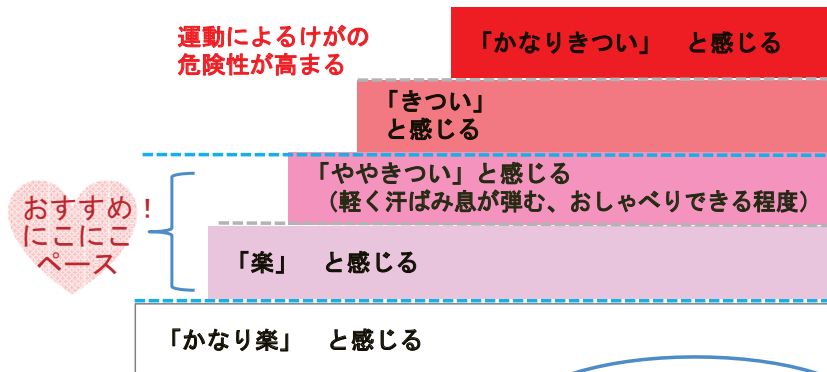 運動によるけがの
危険性が高まる
「かなりきつい」　と感じる
「きつい」
と感じる
「ややきつい」と感じる
（軽く汗ばみ息が弾む、おしゃべりできる程度）
おすすめ！
にこにこ
ペース
「楽」　と感じる
「かなり楽」　と感じる